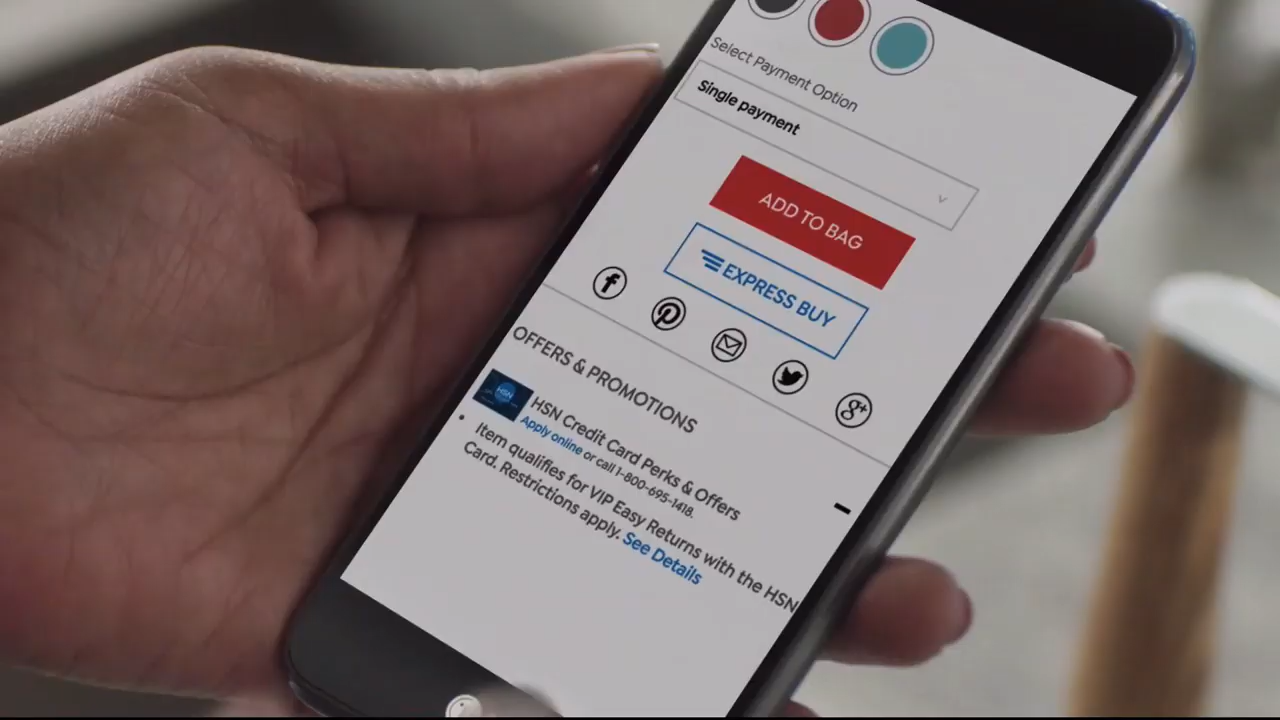 Select Payment Option
Single payment
ADD TO BAG
EXPRESS BUY
OFFERS & PROMOTIONS
HSN
HSN Credit Card Perks & Offers
Apply online or call 1-800-695-1418.
Item qualifies for VIP Easy Returns with the HSN
Card. Restrictions apply. See Details